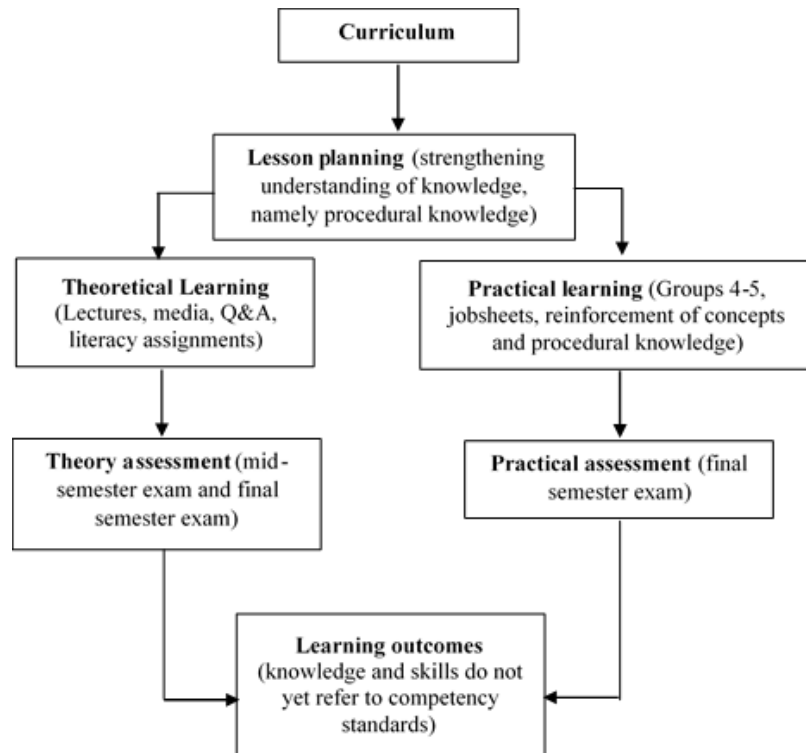 Curriculum
Lesson planning (strengthening
understanding of knowledge,
namely procedural knowledge)
Theoretical Learning
(Lectures, media, Q&A,
literacy assignments)
Practical learning (Groups 4-5,
jobsheets, reinforcement of concepts
and procedural knowledge)
Theory assessment (mid-
semester exam and final
semester exam)
Practical assessment (final
semester exam)
Learning outcomes
(knowledge and skills do not
yet refer to competency
standards)